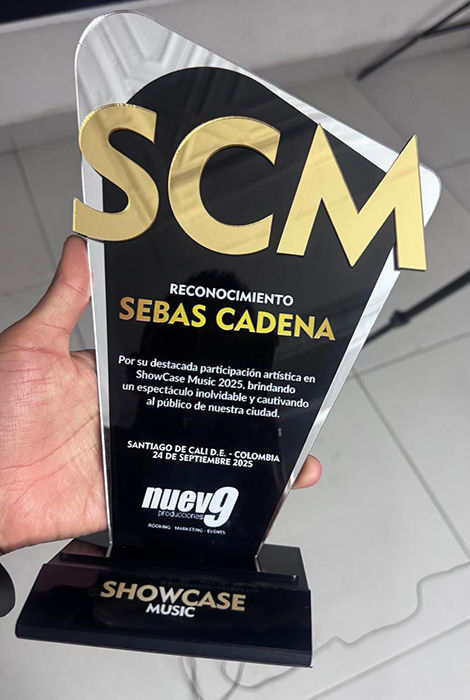 SCM
RECONOCIMIENTO
SEBAS CADENA
Por su destacada participación artística en
ShowCase Music 2025, brindando
un espectáculo inolvidable y cautivando
al público de nuestra ciudad.
SANTIAGO DE CALI D.E. - COLOMBIA
24 DE SEPTIEMBRE 2025
nuev9
producciones
BOOKING MARKETING - EVENTS
SHOWCASE
MUSIC